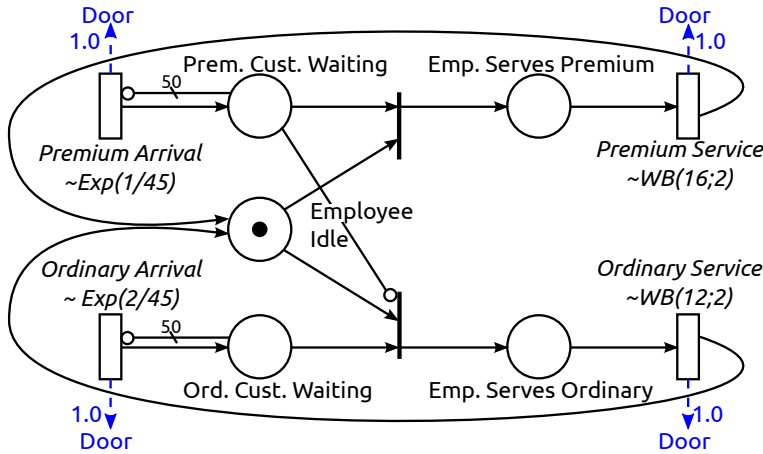 Door
Door
1.0
1.0
Prem. Cust. Waiting
Emp. Serves Premium
50
Premium Arrival
~Exp(1/45)
Premium Service
~WB(16;2)
Employee
Idle
Ordinary Arrival
~ Exp(2/45)
Ordinary Service
~WB(12;2)
50
Ord. Cust. Waiting
Emp. Serves Ordinary
1.0
1.0
Door
Door